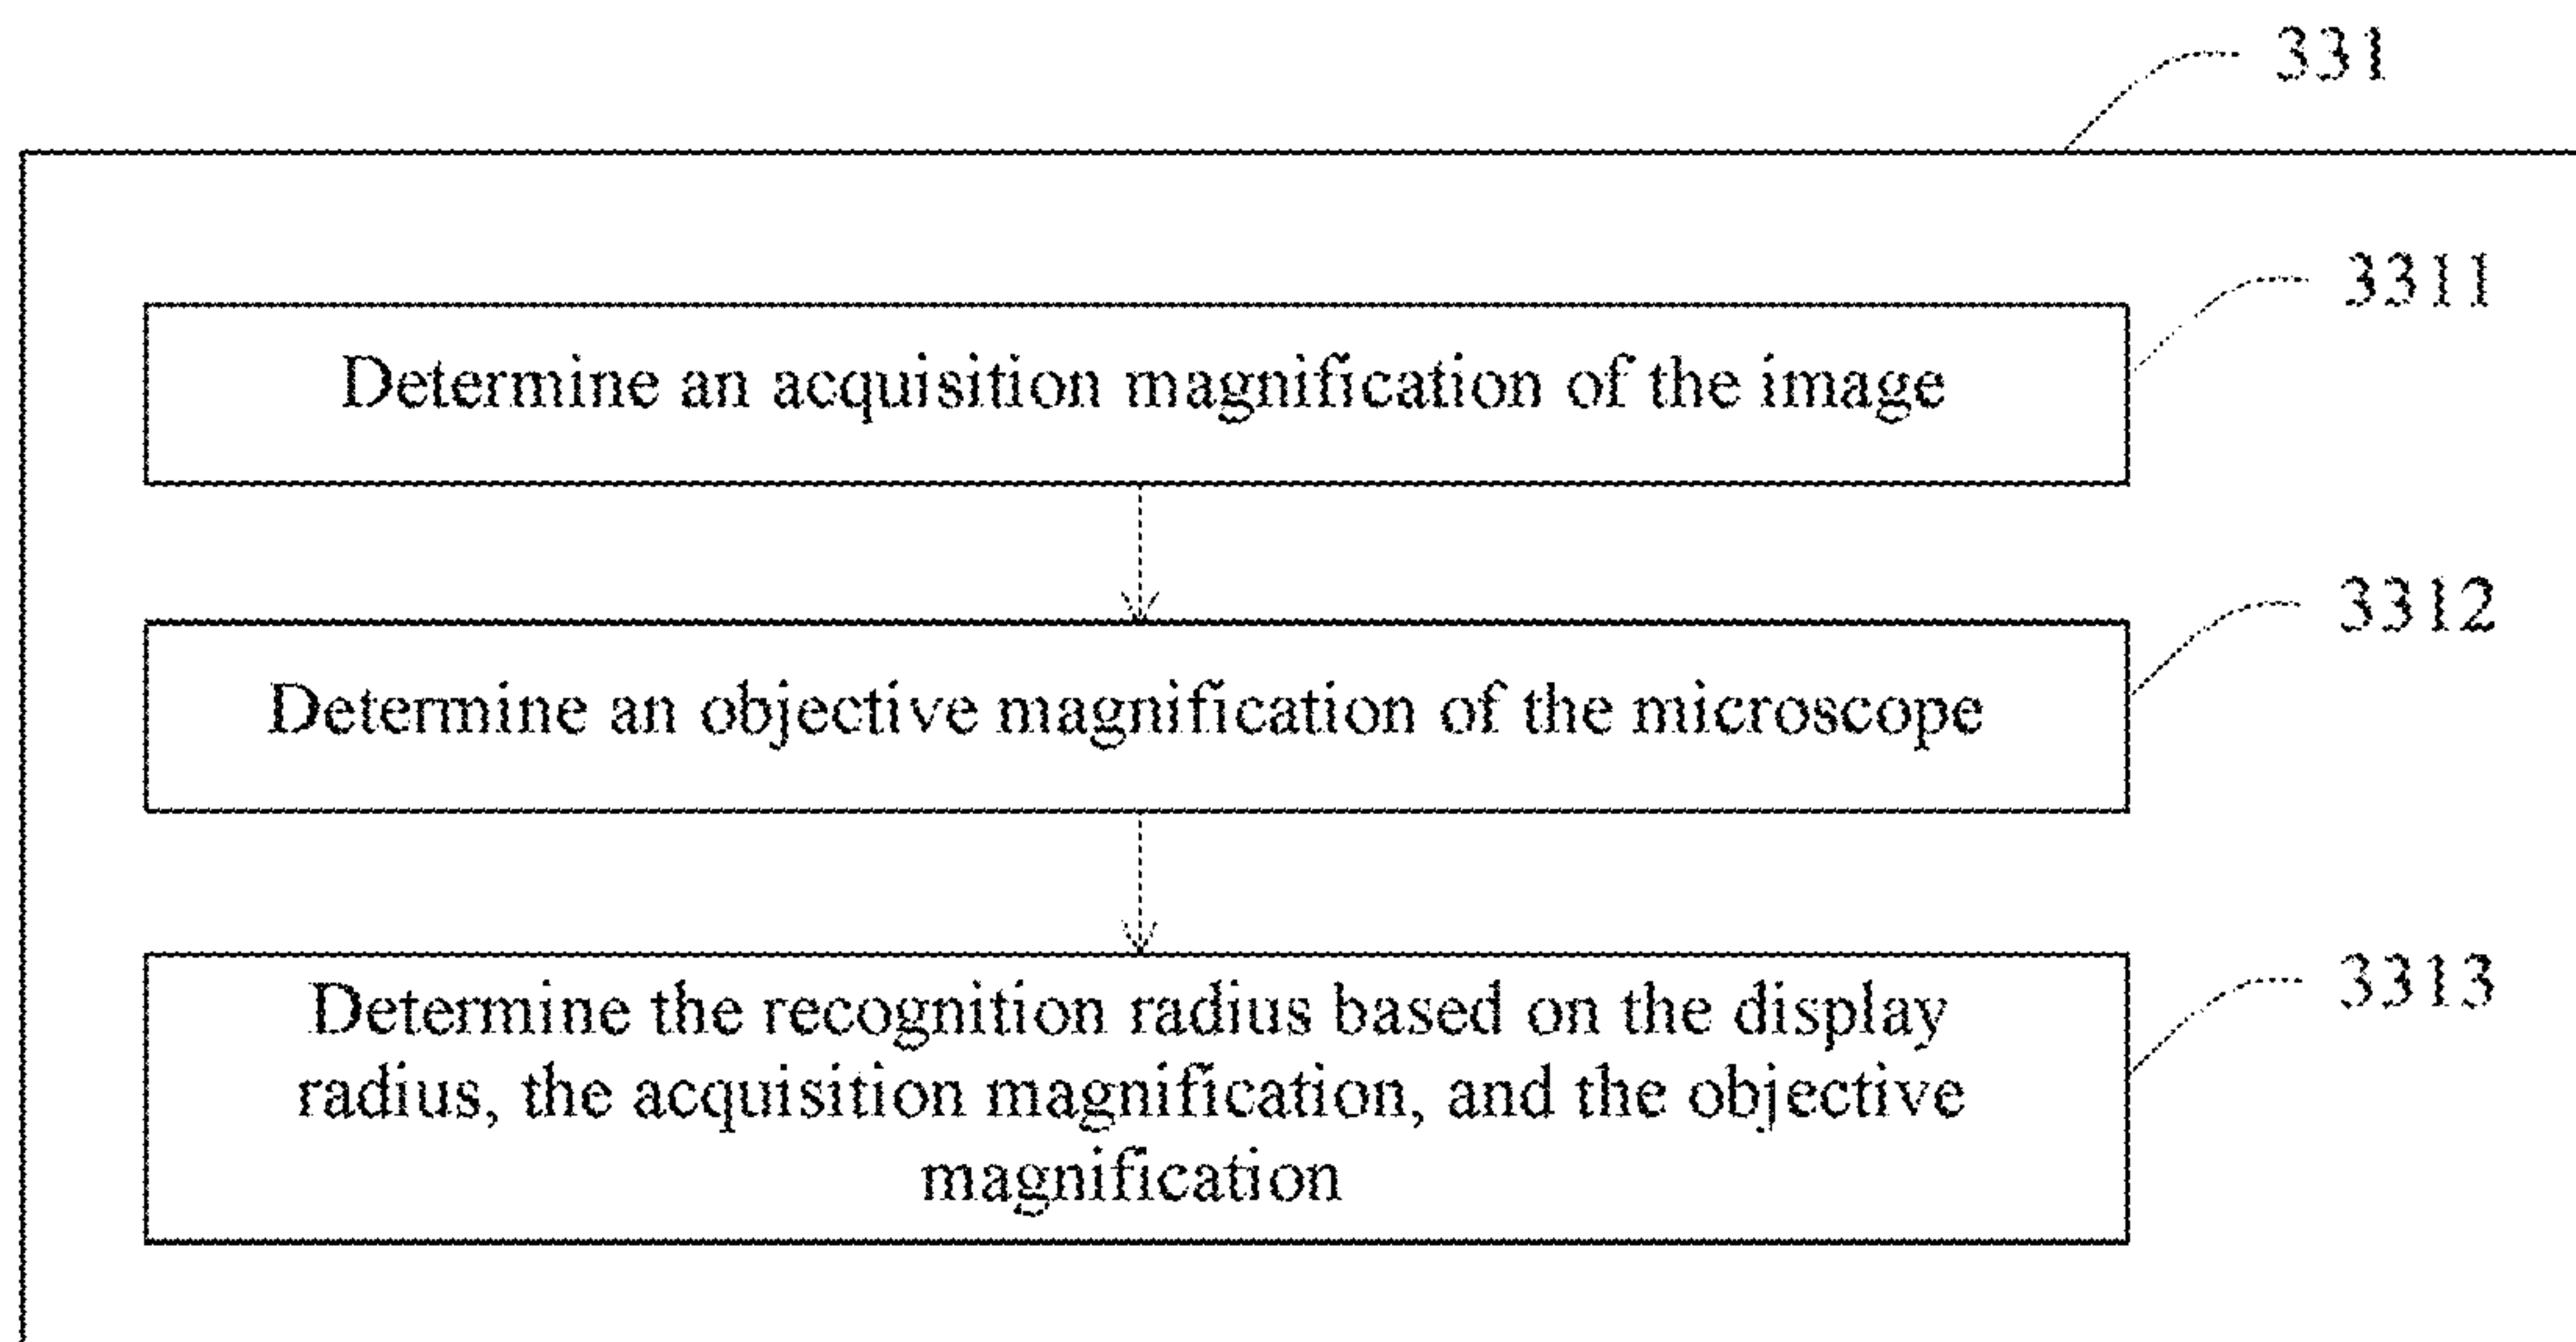 331
3311
Determine an acquisition magnification of the image
3312
Determine an objective magnification of the microscope
3313
Determine the recognition radius based on the display
radius, the acquisition magnification, and the objective
magnification